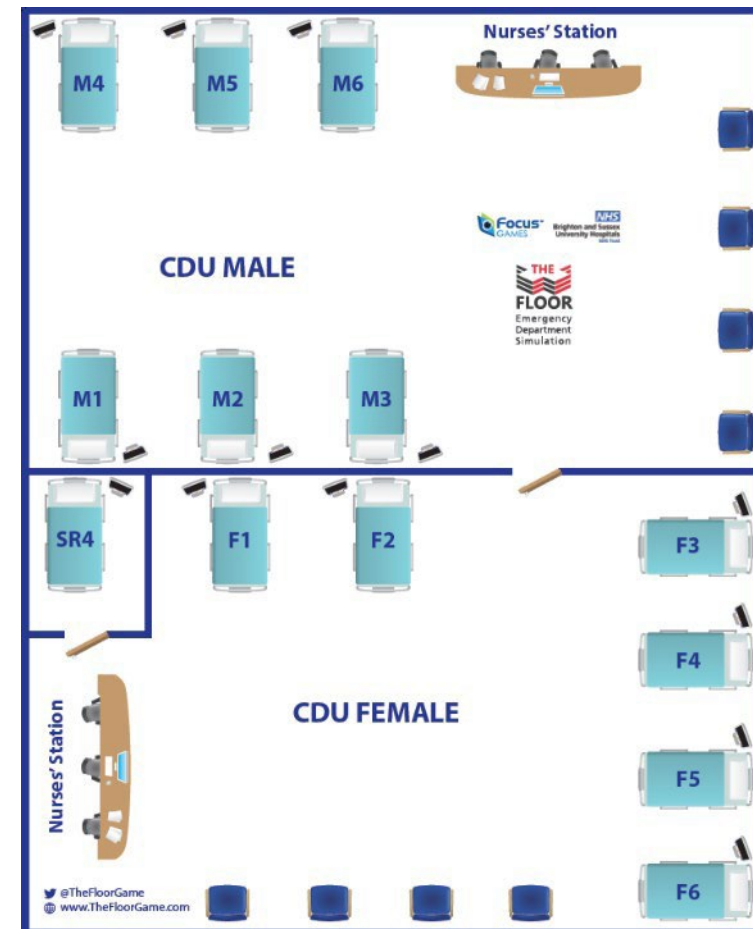 Nurses' Station
M4
M5
M6
Focus
GAMES
NHS
Brighton and Sussex
University Hospitals
NHS Trust
CDU MALE
THE
FLOOR
Emergency
Department
Simulation
M1
M2
M3
SR4
F1
F2
F3
F4
CDU FEMALE
Nurses' Station
F5
F6
@TheFloorGame
www.TheFloorGame.com